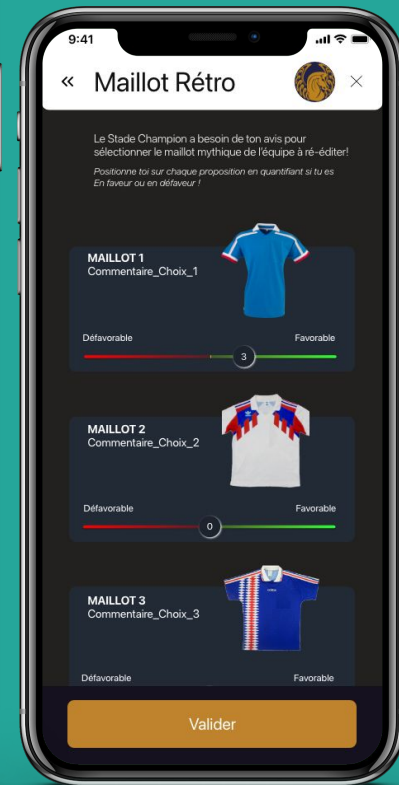 9:41
« Maillot Rétro ×
Le Stade Champion a besoin de ton avis pour
sélectionner le maillot mythique de l'équipe à ré-éditer!
Positionne toi sur chaque proposition en quantifiant si tu es
En faveur ou en défaveur !
MAILLOT 1
Commentaire_Choix_1
Défavorable Favorable
3
MAILLOT 2
Commentaire_Choix_2
Défavorable Favorable
0
MAILLOT 3
Commentaire_Choix_3
Défavorable Favorable
Valider